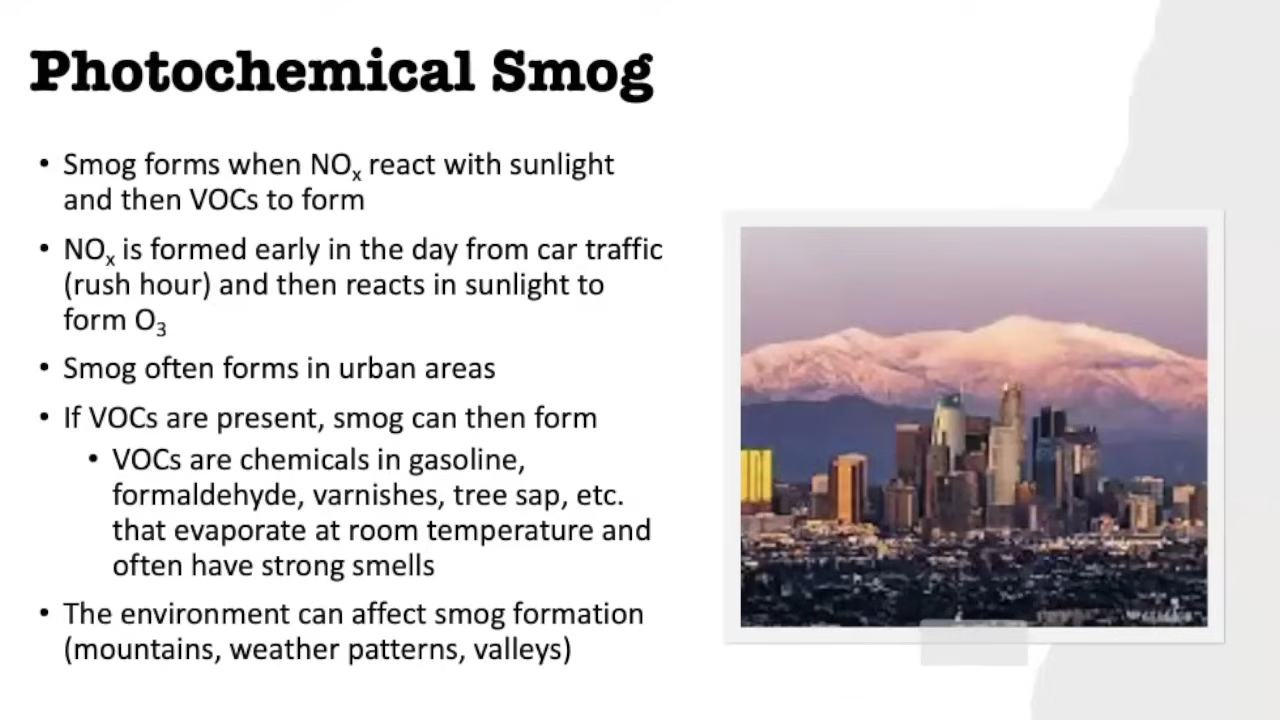 Photochemical Smog
• Smog forms when NOₓ react with sunlight
and then VOCs to form
• NOₓ is formed early in the day from car traffic
(rush hour) and then reacts in sunlight to
form O₃
• Smog often forms in urban areas
• If VOCs are present, smog can then form
• VOCs are chemicals in gasoline,
formaldehyde, varnishes, tree sap, etc.
that evaporate at room temperature and
often have strong smells
• The environment can affect smog formation
(mountains, weather patterns, valleys)